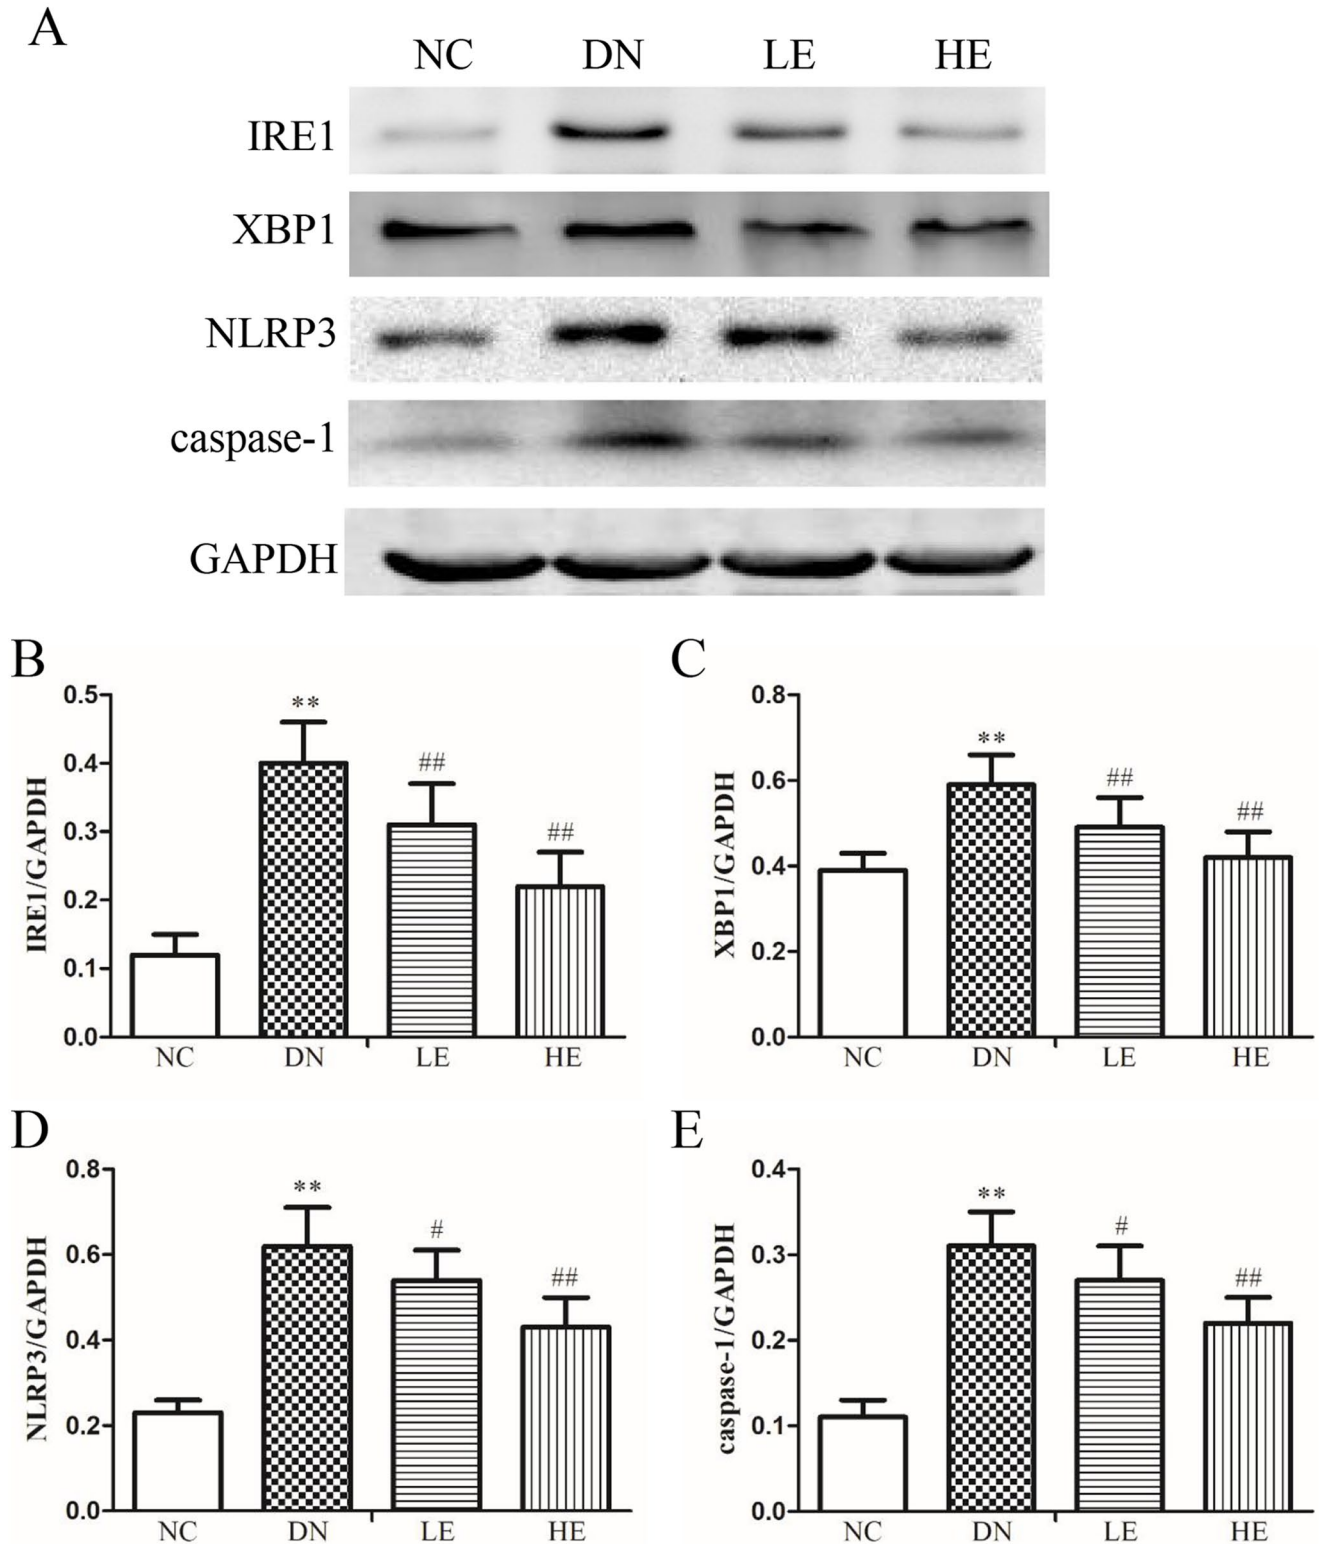 A
NC DN LE HE
IRE1
XBP1
NLRP3
caspase-1
GAPDH
B
0.5
0.4
0.3
0.2
0.1
0.0
IRE1/GAPDH
**
##
##
NC DN LE HE
C
0.8
0.6
0.4
0.2
0.0
XBP1/GAPDH
**
##
##
NC DN LE HE
D
0.8
0.6
0.4
0.2
0.0
NLRP3/GAPDH
**
#
##
NC DN LE HE
E
0.4
0.3
0.2
0.1
0.0
caspase-1/GAPDH
**
#
##
NC DN LE HE